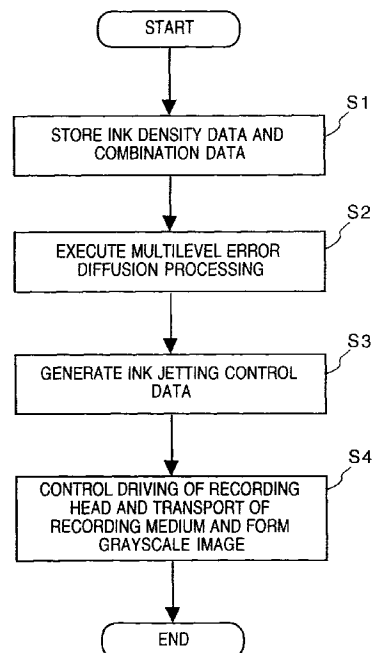 START
S1
STORE INK DENSITY DATA AND
COMBINATION DATA
S2
EXECUTE MULTILEVEL ERROR
DIFFUSION PROCESSING
S3
GENERATE INK JETTING CONTROL
DATA
S4
CONTROL DRIVING OF RECORDING
HEAD AND TRANSPORT OF
RECORDING MEDIUM AND FORM
GRAYSCALE IMAGE
END